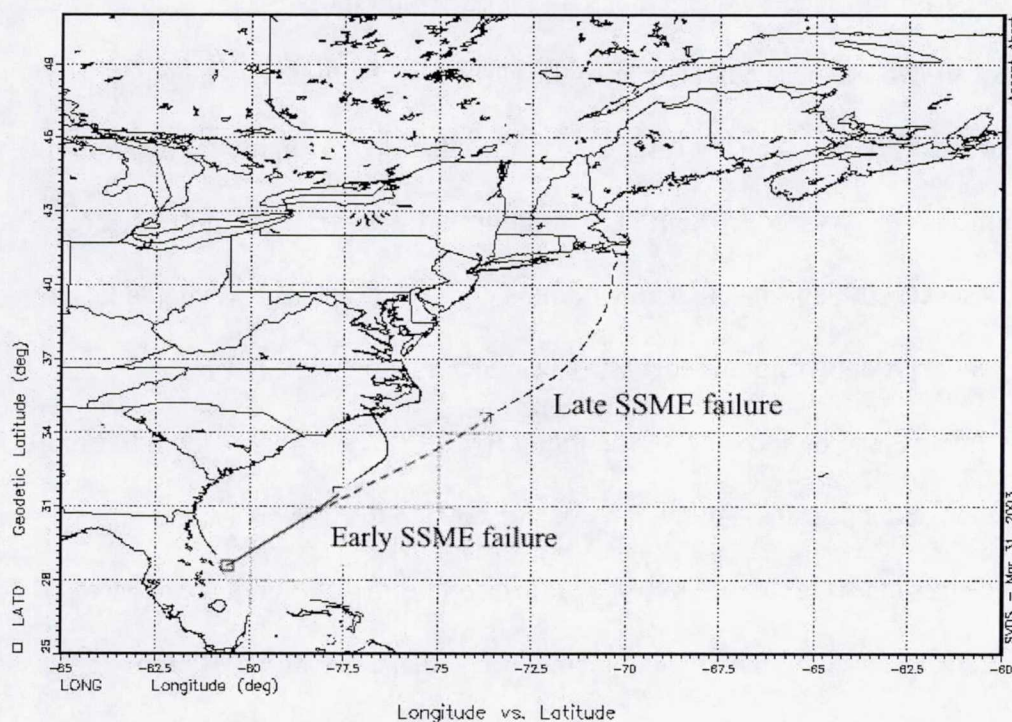 49
46
43
40
37
34
31
28
25
□ LATD Geodetic Latitude (deg)
Late SSME failure
Early SSME failure
-85 -82.5 -80 -77.5 -75 -72.5 -70 -67.5 -65 -62.5 -60
LONG Longitude (deg)
Longitude vs. Latitude
SVDS – Mar 31 2003